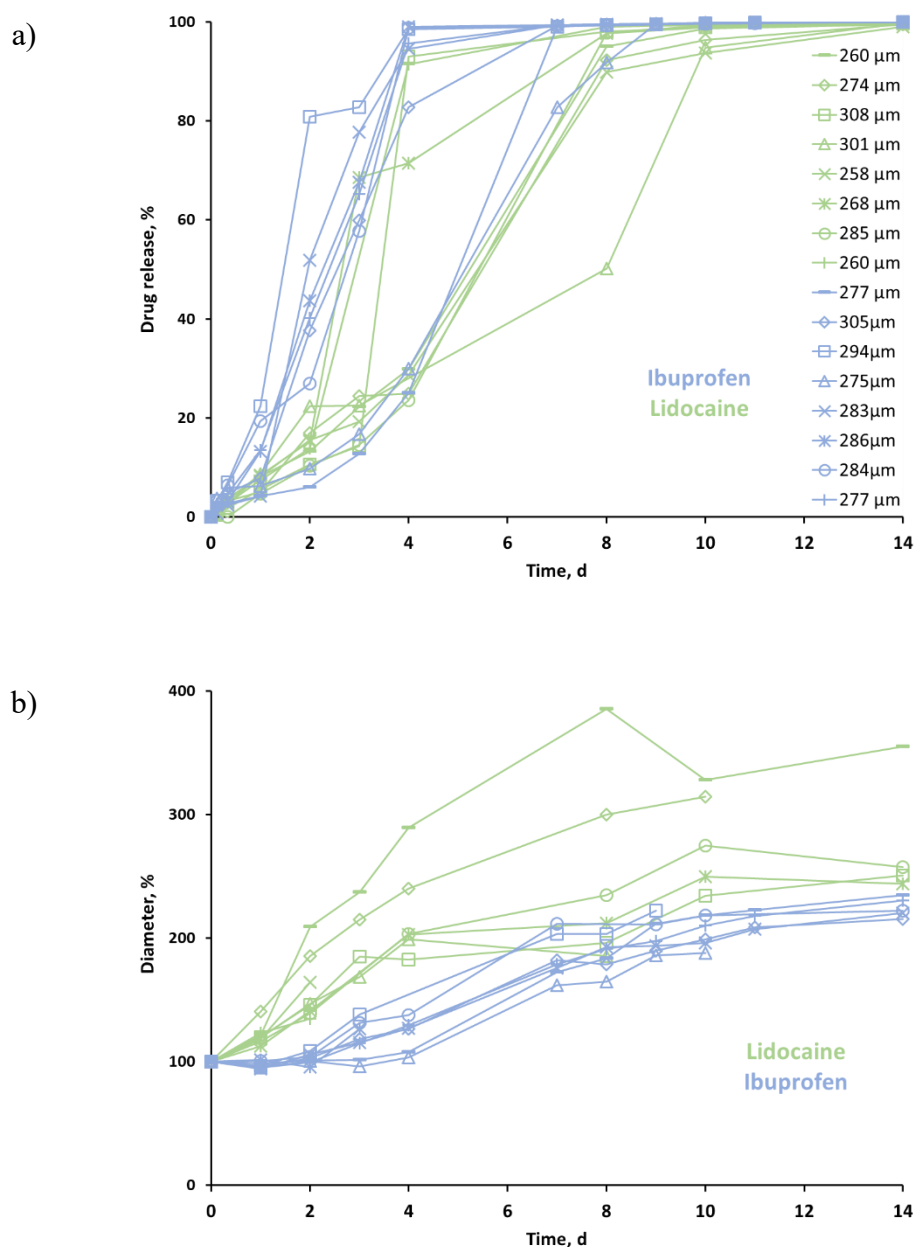 a)
100
80
60
40
20
0
Drug release, %
0 2 4 6 8 10 12 14
Time, d
260 µm
274 µm
308 µm
301 µm
258 µm
268 µm
285 µm
260 µm
277 µm
305µm
294µm
275µm
283µm
286µm
284µm
277 µm
Ibuprofen
Lidocaine
b)
400
300
200
100
0
Diameter, %
0 2 4 6 8 10 12 14
Time, d
Lidocaine
Ibuprofen